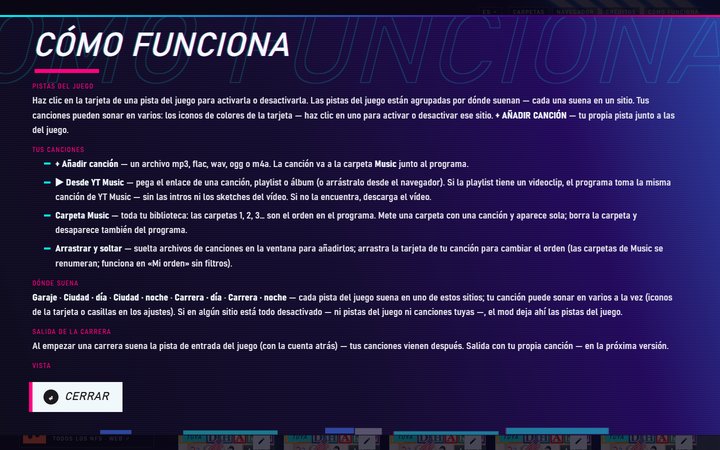 ES CARPETAS NAVEGADOR CRÉDITOS CÓMO FUNCIONA
CÓMO FUNCIONA
PISTAS DEL JUEGO
Haz clic en la tarjeta de una pista del juego para activarla o desactivarla. Las pistas del juego están agrupadas por dónde suenan — cada una suena en un sitio. Tus
canciones pueden sonar en varios: los iconos de colores de la tarjeta — haz clic en uno para activar o desactivar ese sitio. + AÑADIR CANCIÓN — tu propia pista junto a las
del juego.
TUS CANCIONES
+ Añadir canción — un archivo mp3, flac, wav, ogg o m4a. La canción va a la carpeta Music junto al programa.
▶ Desde YT Music — pega el enlace de una canción, playlist o álbum (o arrástralo desde el navegador). Si la playlist tiene un videoclip, el programa toma la misma
canción de YT Music — sin las intros ni los sketches del vídeo. Si no la encuentra, descarga el vídeo.
Carpeta Music — toda tu biblioteca: las carpetas 1, 2, 3… son el orden en el programa. Mete una carpeta con una canción y aparece sola; borra la carpeta y
desaparece también del programa.
Arrastrar y soltar — suelta archivos de canciones en la ventana para añadirlos; arrastra la tarjeta de tu canción para cambiar el orden (las carpetas de Music se
renumeran; funciona en «Mi orden» sin filtros).
DÓNDE SUENA
Garaje · Ciudad · día · Ciudad · noche · Carrera · día · Carrera · noche — cada pista del juego suena en uno de estos sitios; tu canción puede sonar en varios a la vez (iconos
de la tarjeta o casillas en los ajustes). Si en algún sitio está todo desactivado — ni pistas del juego ni canciones tuyas —, el mod deja ahí las pistas del juego.
SALIDA DE LA CARRERA
Al empezar una carrera suena la pista de entrada del juego (con la cuenta atrás) — tus canciones vienen después. Salida con tu propia canción — en la próxima versión.
VISTA
CERRAR
TODOS LOS NFS · WEB